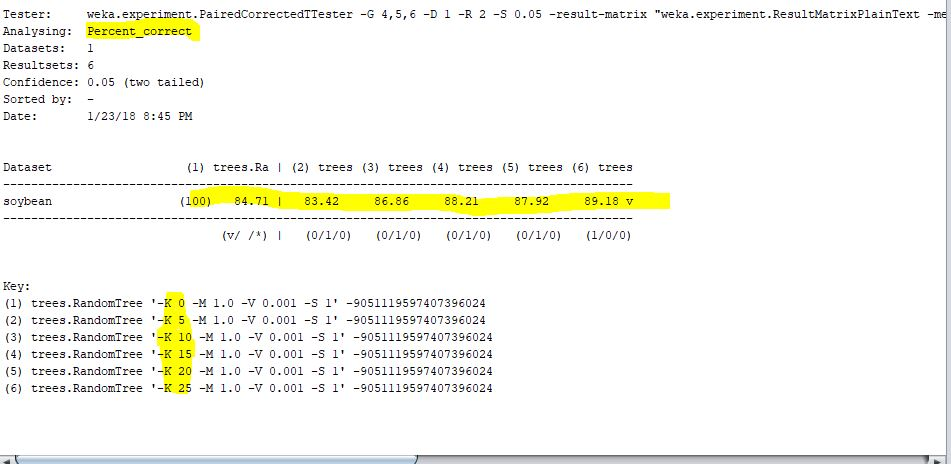 Tester: weka.experiment.PairedCorrectedTTester -G 4,5,6 -D 1 -R 2 -S 0.05 -result-matrix "weka.experiment.ResultMatrixPlainText -me
Analysing: Percent_correct
Datasets: 1
Resultsets: 6
Confidence: 0.05 (two tailed)
Sorted by: -
Date: 1/23/18 8:45 PM
Dataset (1) trees.Ra | (2) trees (3) trees (4) trees (5) trees (6) trees
------------------------------------------------------------------------------------------
soybean (100) 84.71 | 83.42 86.86 88.21 87.92 89.18 v
------------------------------------------------------------------------------------------
(v/ /*) | (0/1/0) (0/1/0) (0/1/0) (0/1/0) (1/0/0)
Key:
(1) trees.RandomTree '-K 0 -M 1.0 -V 0.001 -S 1' -9051119597407396024
(2) trees.RandomTree '-K 5 -M 1.0 -V 0.001 -S 1' -9051119597407396024
(3) trees.RandomTree '-K 10 -M 1.0 -V 0.001 -S 1' -9051119597407396024
(4) trees.RandomTree '-K 15 -M 1.0 -V 0.001 -S 1' -9051119597407396024
(5) trees.RandomTree '-K 20 -M 1.0 -V 0.001 -S 1' -9051119597407396024
(6) trees.RandomTree '-K 25 -M 1.0 -V 0.001 -S 1' -9051119597407396024